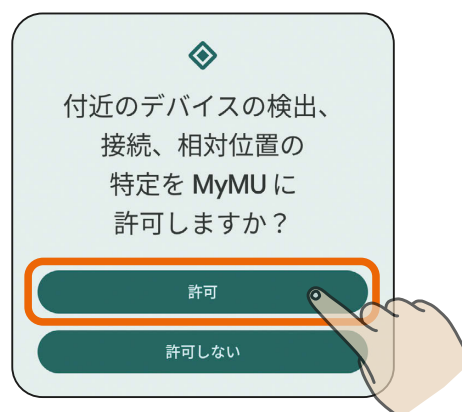 付近のデバイスの検出、
接続、相対位置の
特定を MyMU に
許可しますか？
許可
許可しない